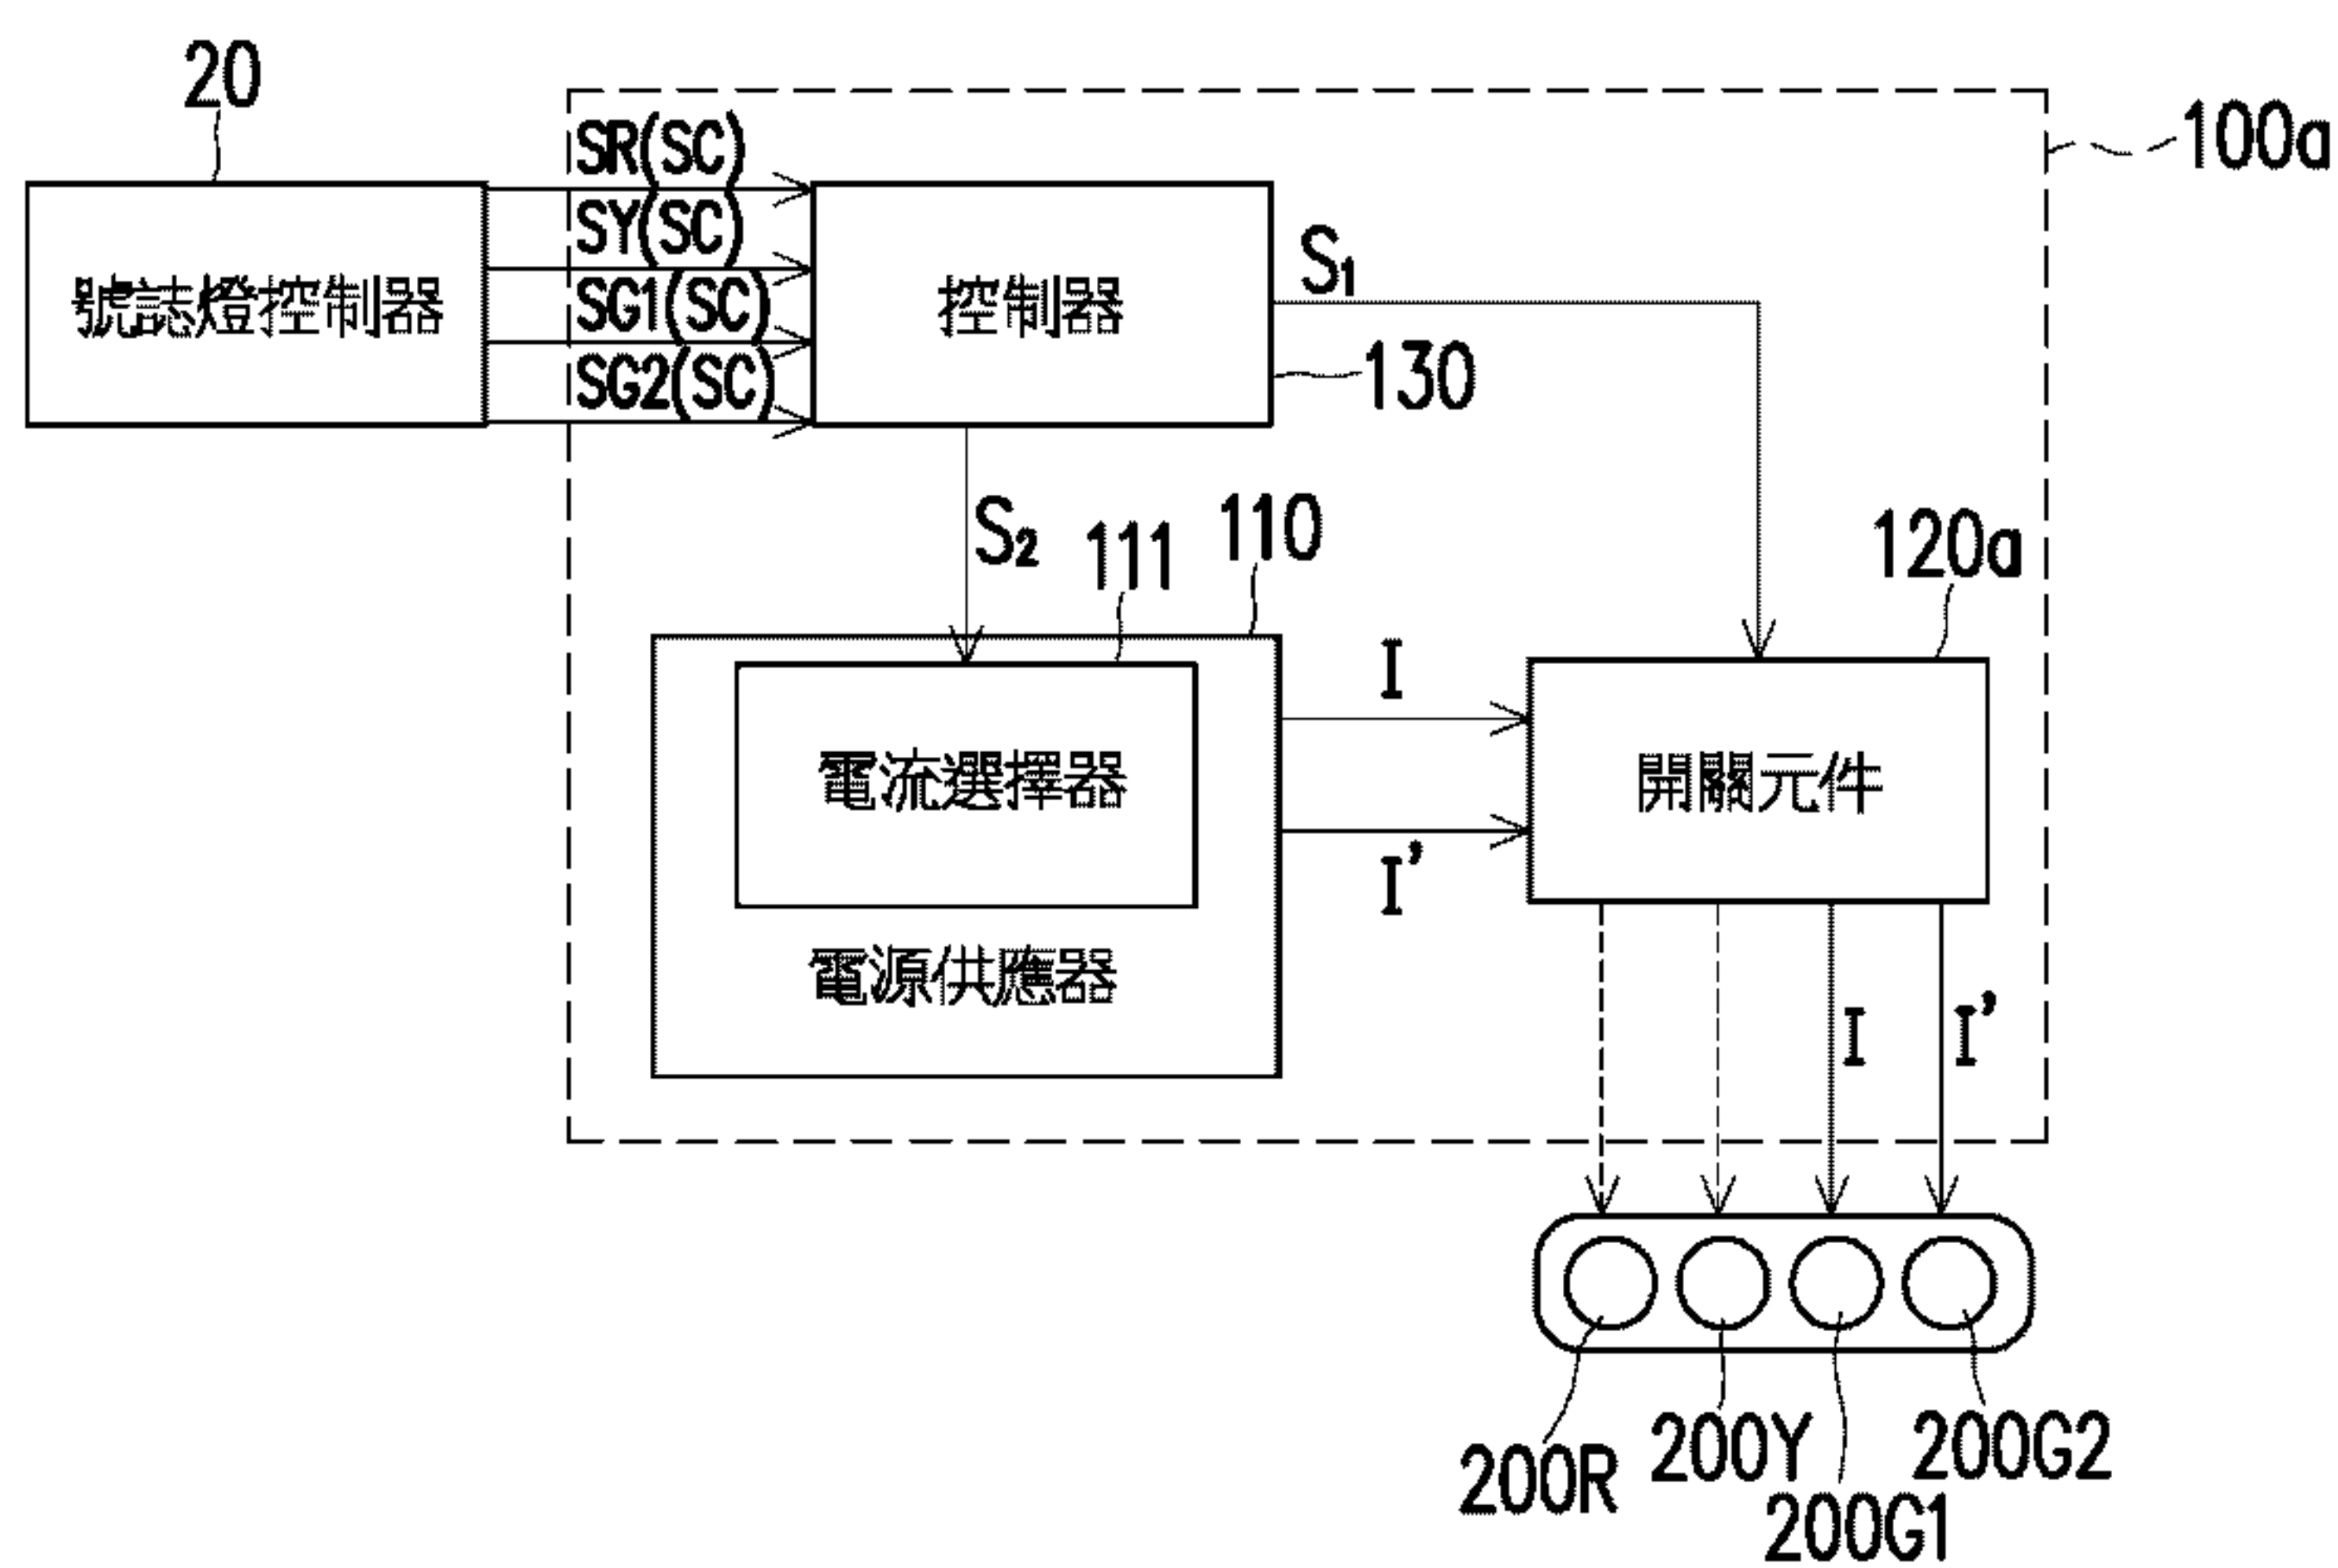 20
100a
SR(SC)
SY(SC)
SG1(SC)
SG2(SC)
號誌燈控制器
控制器
S1
130
S2
111
110
120a
I
電流選擇器
開關元件
I’
電源供應器
I
I’
200R
200Y
200G1
200G2